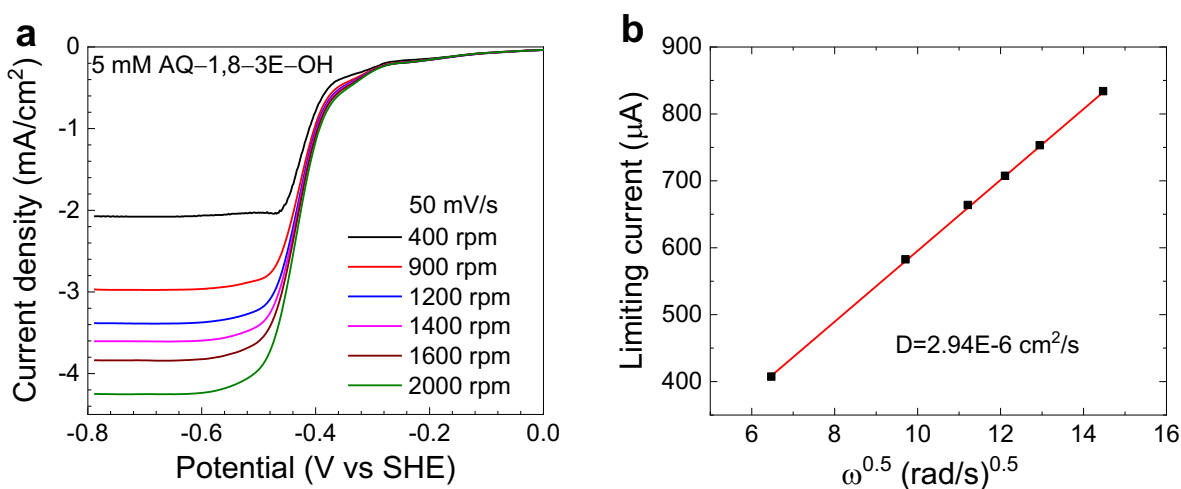 a
5 mM AQ–1,8–3E–OH
0
-1
-2
-3
-4
Current density (mA/cm²)
50 mV/s
400 rpm
900 rpm
1200 rpm
1400 rpm
1600 rpm
2000 rpm
-0.8
-0.6
-0.4
-0.2
0.0
Potential (V vs SHE)
b
900
800
700
600
500
400
Limiting current (μA)
D=2.94E-6 cm²/s
6
8
10
12
14
16
ω⁰·⁵ (rad/s)⁰·⁵